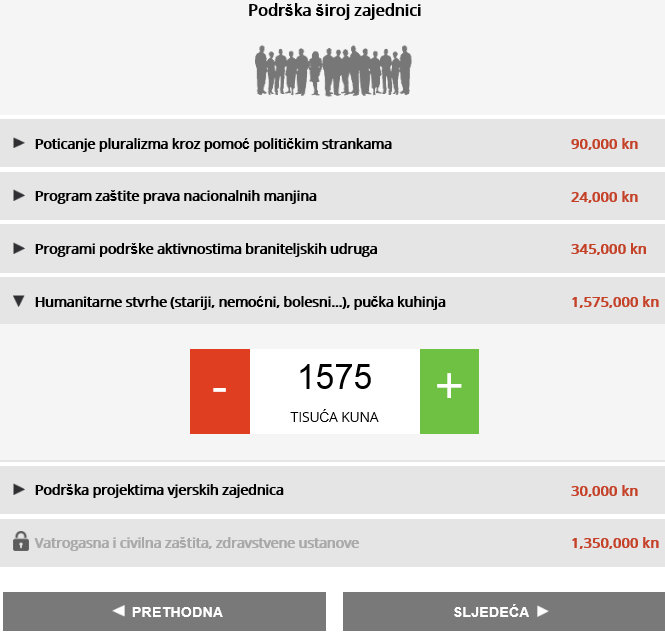 Podrška široj zajednici
Poticanje pluralizma kroz pomoć političkim strankama 90,000 kn
Program zaštite prava nacionalnih manjina 24,000 kn
Programi podrške aktivnostima braniteljskih udruga 345,000 kn
Humanitarne stvrhe (stariji, nemoćni, bolesni...), pučka kuhinja 1,575,000 kn
- 1575 +
TISUĆA KUNA
Podrška projektima vjerskih zajednica 30,000 kn
Vatrogasna i civilna zaštita, zdravstvene ustanove 1,350,000 kn
PRETHODNA SLJEDEĆA